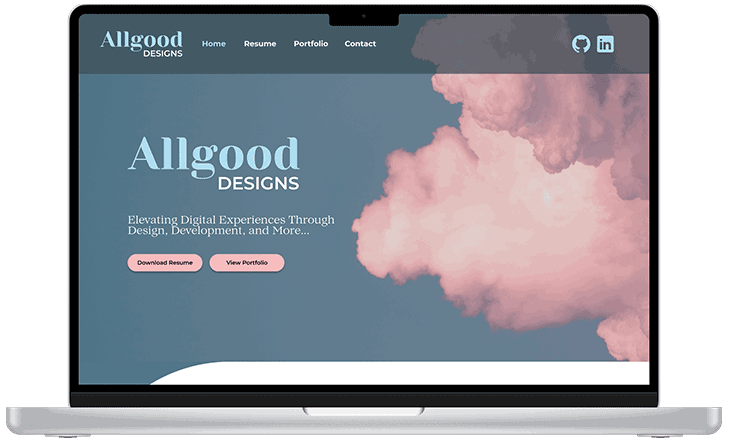 Allgood
DESIGNS
Home Resume Portfolio Contact
in
Allgood
DESIGNS
Elevating Digital Experiences Through
Design, Development, and More...
Download Resume View Portfolio